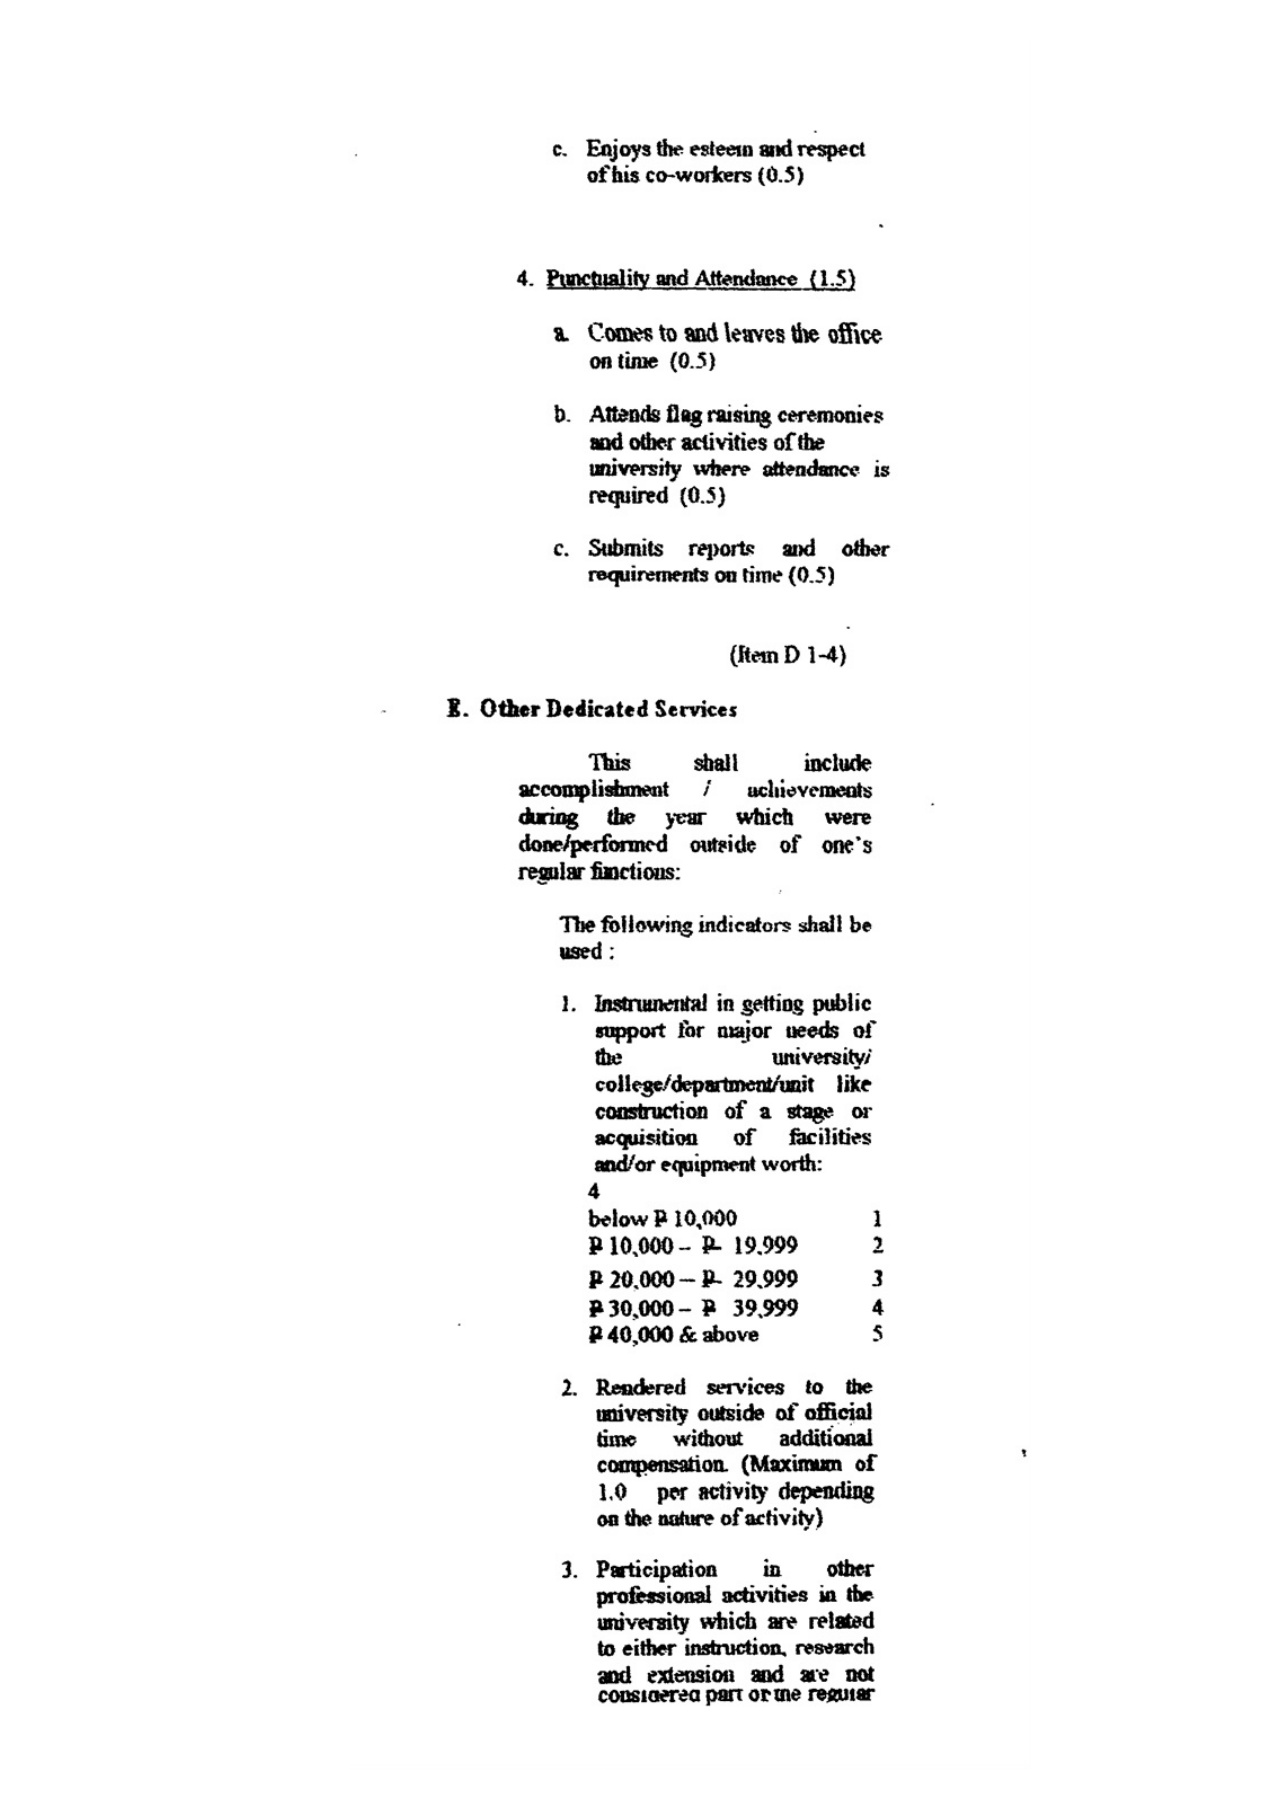 c. Enjoys the esteem and respect
of his co-workers (0.5)
4. Punctuality and Attendance (1.5)
a. Comes to and leaves the office
on time (0.5)
b. Attends flag raising ceremonies
and other activities of the
university where attendance is
required (0.5)
c. Submits reports and other
requirements on time (0.5)
(Item D 1-4)
E. Other Dedicated Services
This shall include
accomplishment / achievements
during the year which were
done/performed outside of one's
regular functions:
The following indicators shall be
used :
1. Instrumental in getting public
support for major needs of
the university/
college/department/unit like
construction of a stage or
acquisition of facilities
and/or equipment worth:
4
below ₱ 10,000 1
₱ 10,000 – ₱ 19,999 2
₱ 20,000 – ₱ 29,999 3
₱ 30,000 – ₱ 39,999 4
₱ 40,000 & above 5
2. Rendered services to the
university outside of official
time without additional
compensation. (Maximum of
1.0 per activity depending
on the nature of activity)
3. Participation in other
professional activities in the
university which are related
to either instruction, research
and extension and are not
considered part of the regular